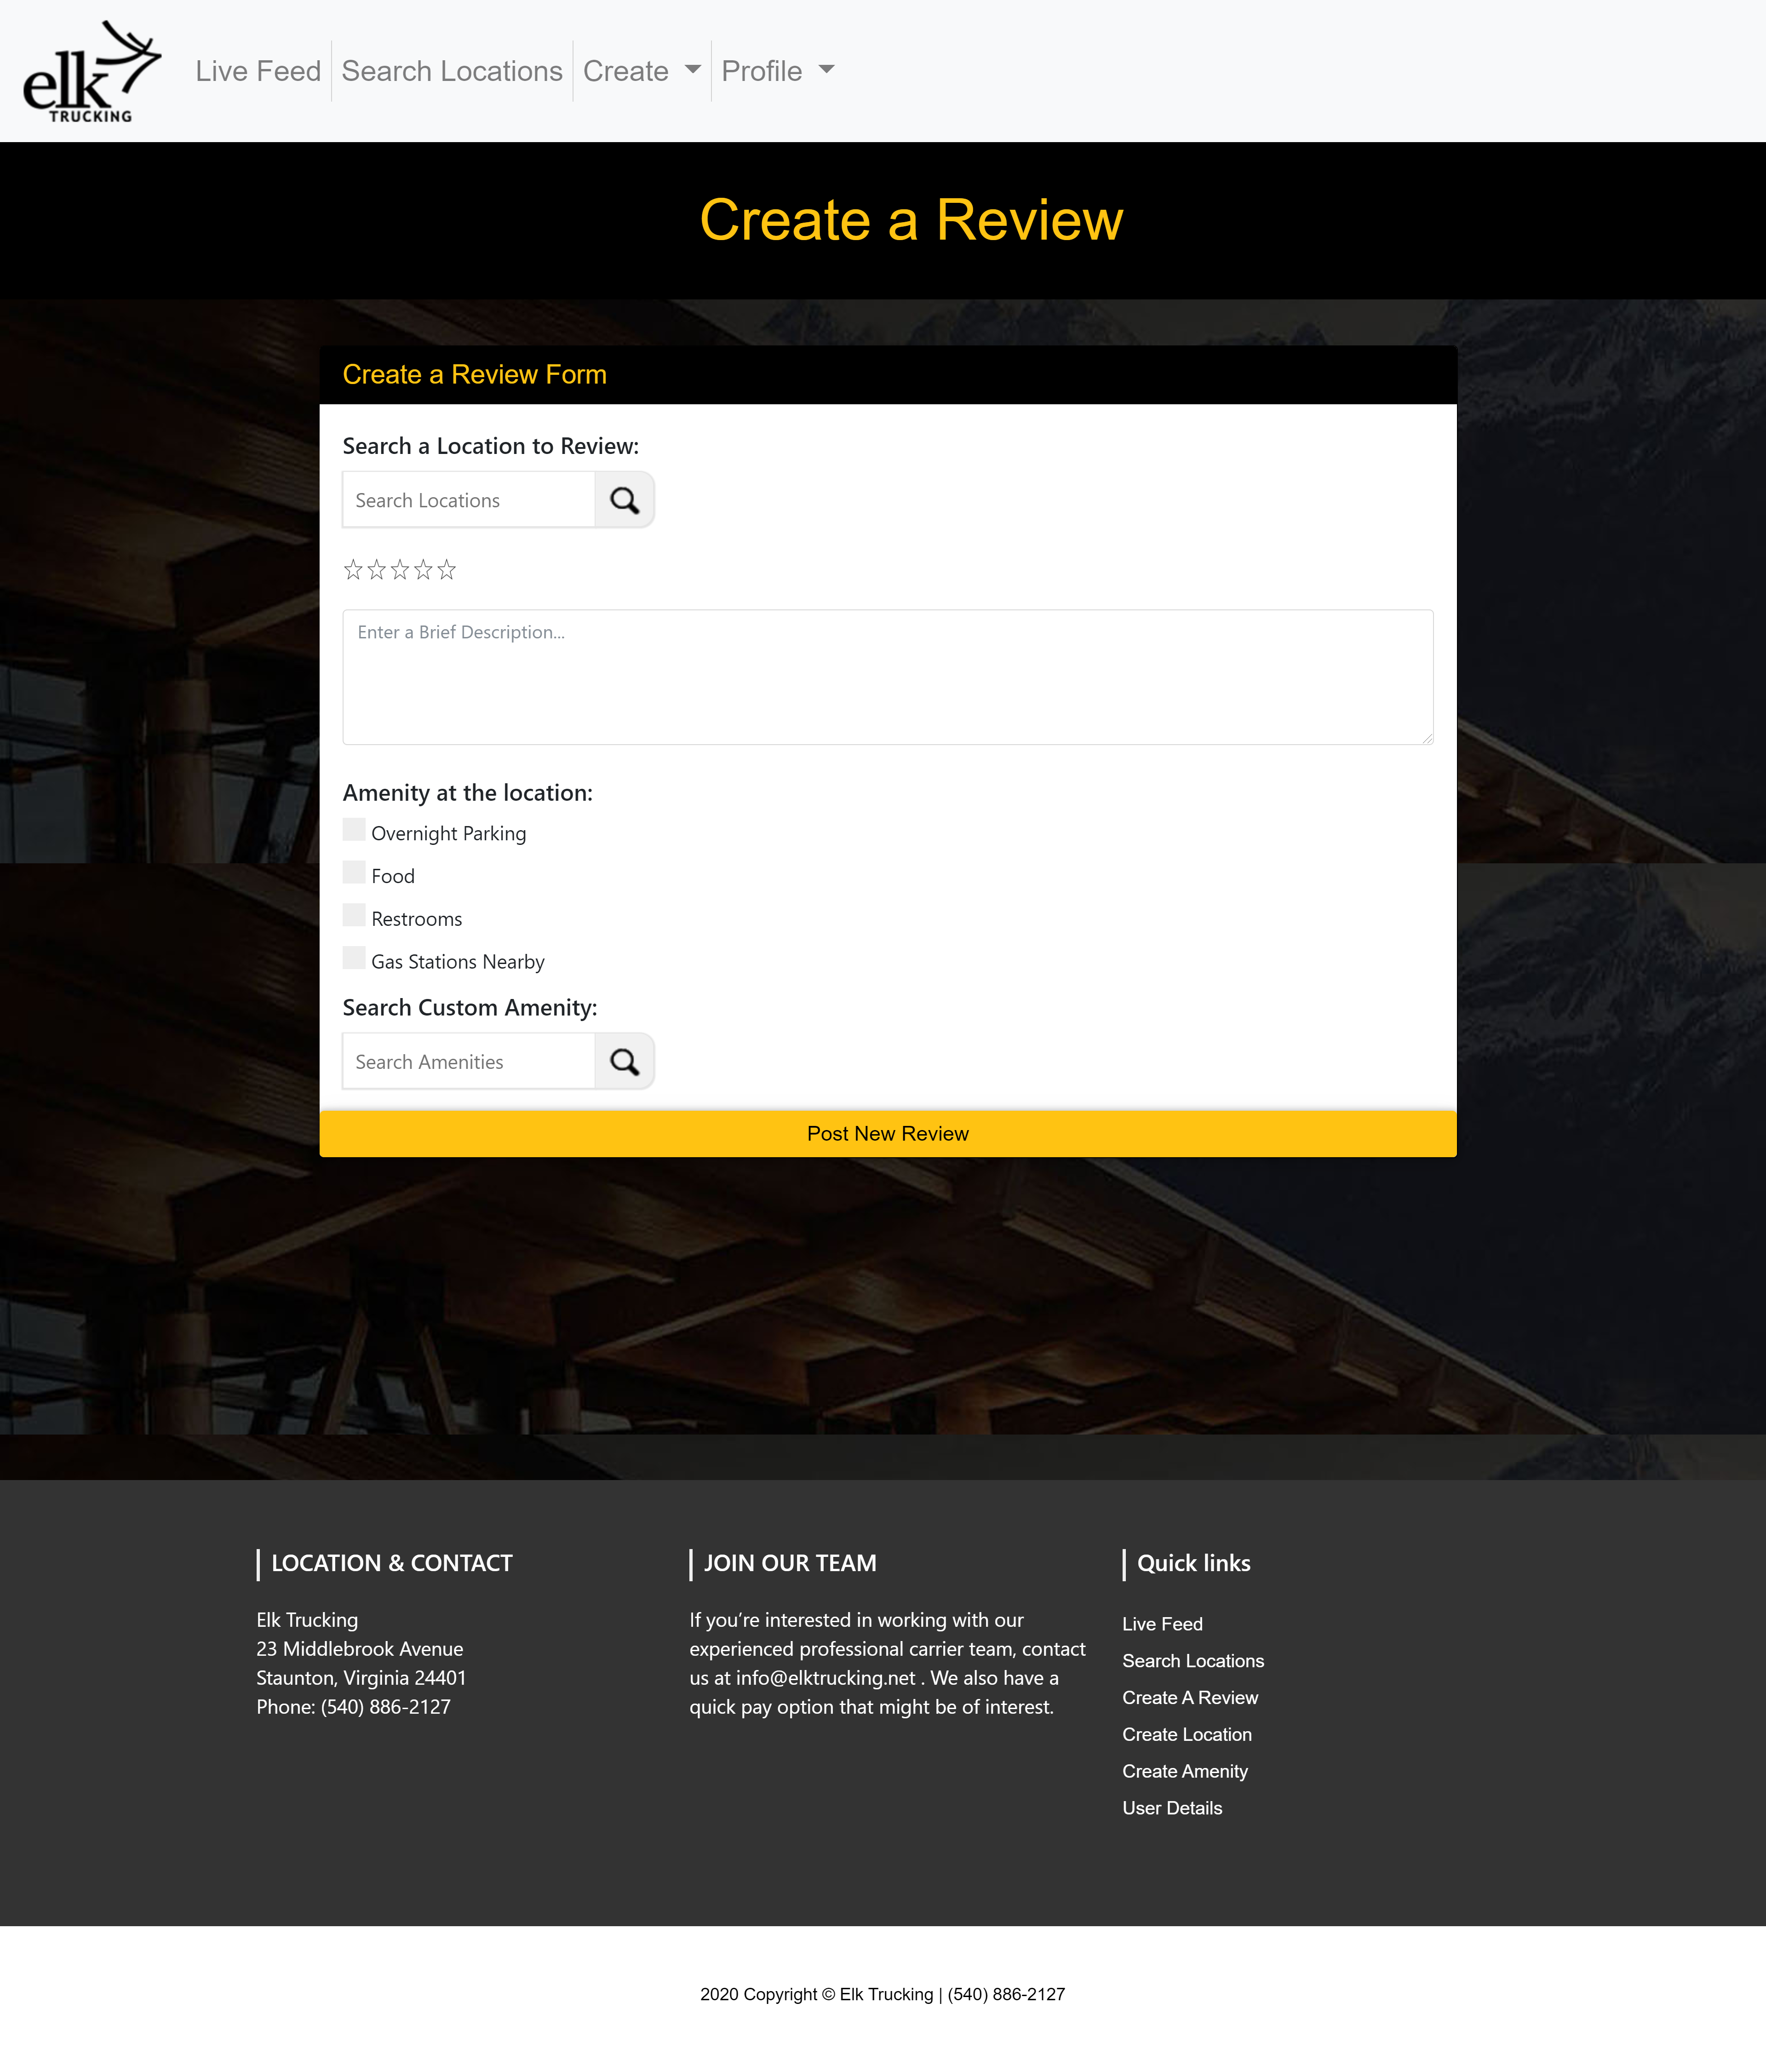 elk
TRUCKING
Live Feed
Search Locations
Create
Profile
Create a Review
Create a Review Form
Search a Location to Review:
Search Locations
☆☆☆☆☆
Enter a Brief Description...
Amenity at the location:
Overnight Parking
Food
Restrooms
Gas Stations Nearby
Search Custom Amenity:
Search Amenities
Post New Review
LOCATION & CONTACT
Elk Trucking
23 Middlebrook Avenue
Staunton, Virginia 24401
Phone: (540) 886-2127
JOIN OUR TEAM
If you’re interested in working with our
experienced professional carrier team, contact
us at info@elktrucking.net . We also have a
quick pay option that might be of interest.
Quick links
Live Feed
Search Locations
Create A Review
Create Location
Create Amenity
User Details
2020 Copyright © Elk Trucking | (540) 886-2127